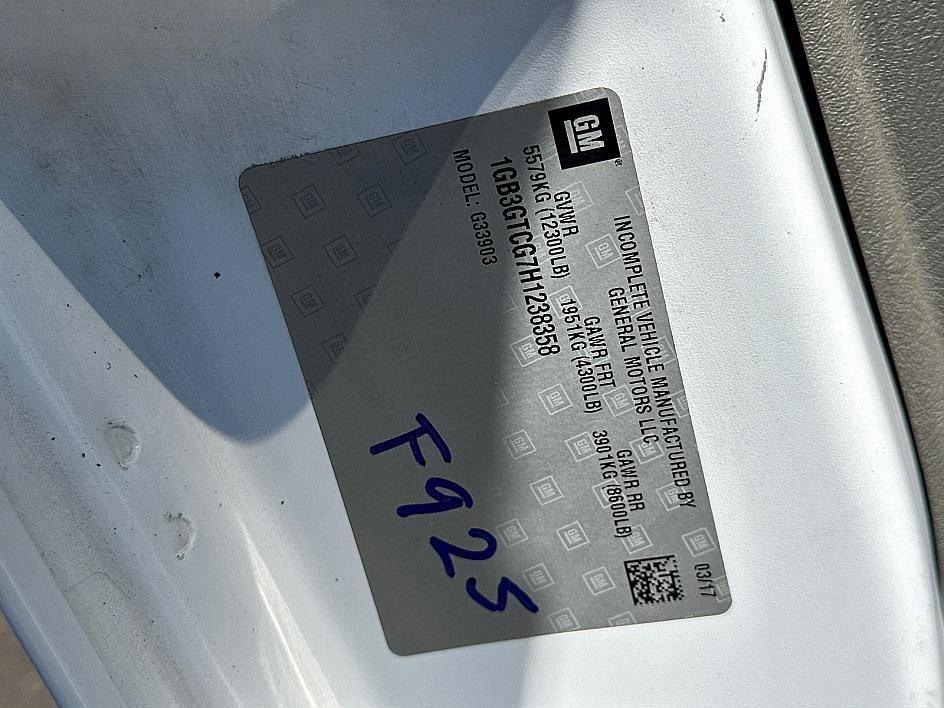 GM
INCOMPLETE VEHICLE MANUFACTURED BY
GENERAL MOTORS LLC
03/17
GVWR GAWR FRT GAWR RR
5579KG (12300LB) 1951KG (4300LB) 3901KG (8600LB)
1GB3GTCG7H1238358
MODEL: G33903
F925